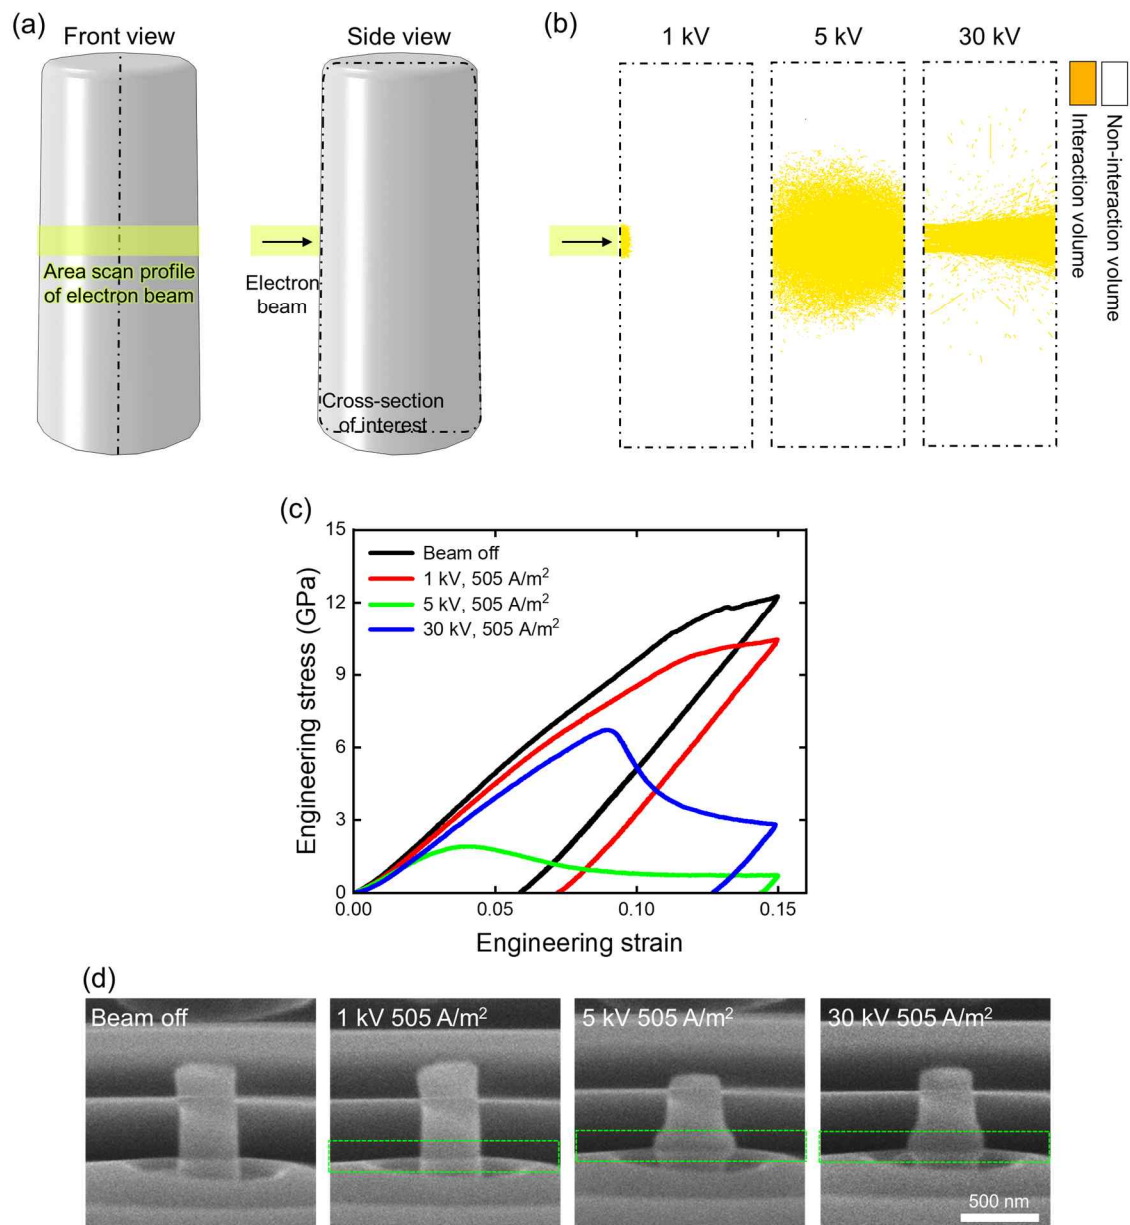 (a)
Front view
Side view
Area scan profile
of electron beam
Electron
beam
Cross-section
of interest
(b)
1 kV
5 kV
30 kV
Interaction volume
Non-interaction volume
(c)
Engineering stress (GPa)
15
12
9
6
3
0
Beam off
1 kV, 505 A/m²
5 kV, 505 A/m²
30 kV, 505 A/m²
0.00
0.05
0.10
0.15
Engineering strain
(d)
Beam off
1 kV 505 A/m²
5 kV 505 A/m²
30 kV 505 A/m²
500 nm